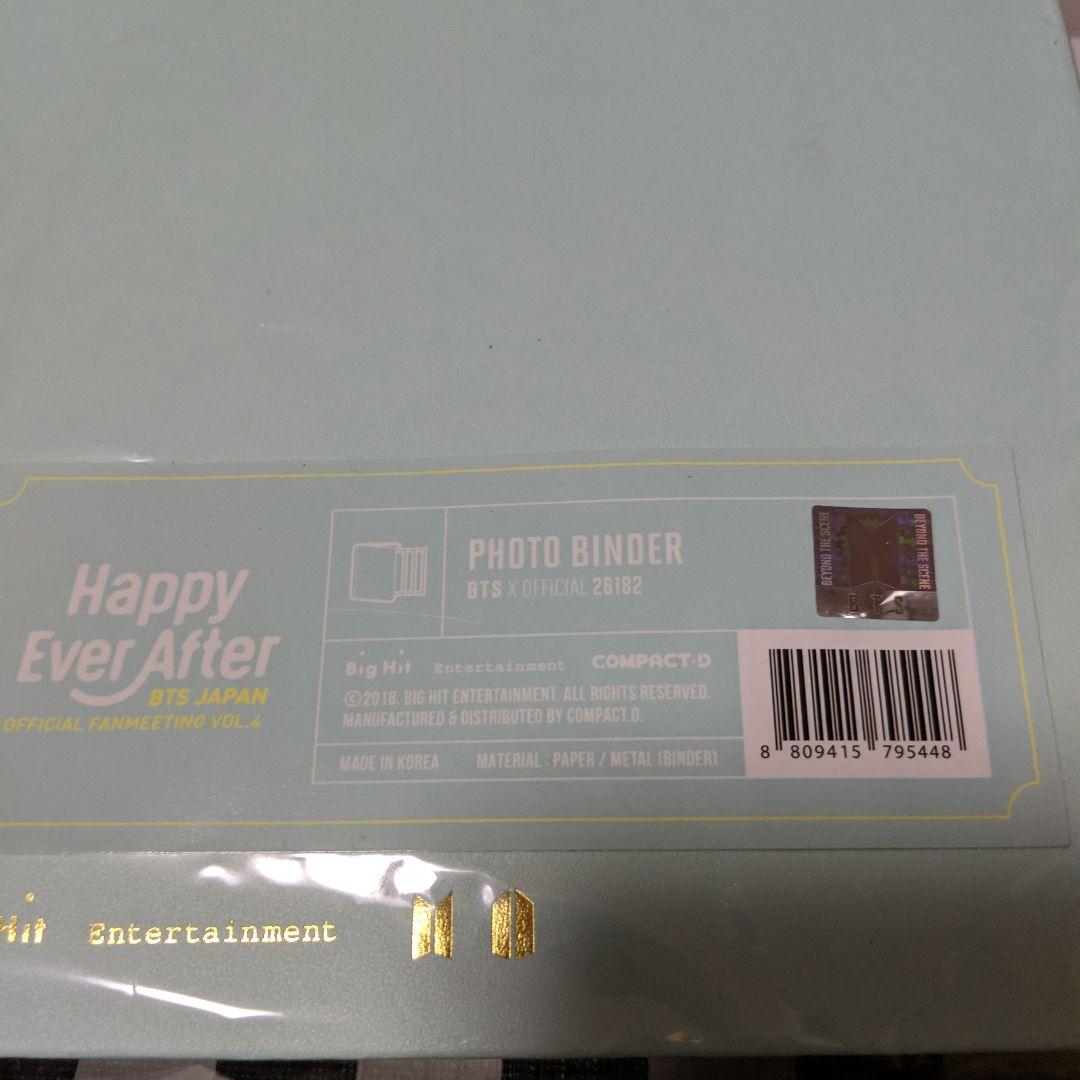 Happy
Ever After
BTS JAPAN
OFFICIAL FANMEETING VOL.4
PHOTO BINDER
BTS X OFFICIAL 26182
BEYOND THE SCENE
BEYOND THE SCENE
BTS
Big Hit Entertainment COMPACT·D
©2018. BIG HIT ENTERTAINMENT. ALL RIGHTS RESERVED.
MANUFACTURED & DISTRIBUTED BY COMPACT.D.
MADE IN KOREA MATERIAL : PAPER / METAL (BINDER)
8 809415 795448
Hit Entertainment